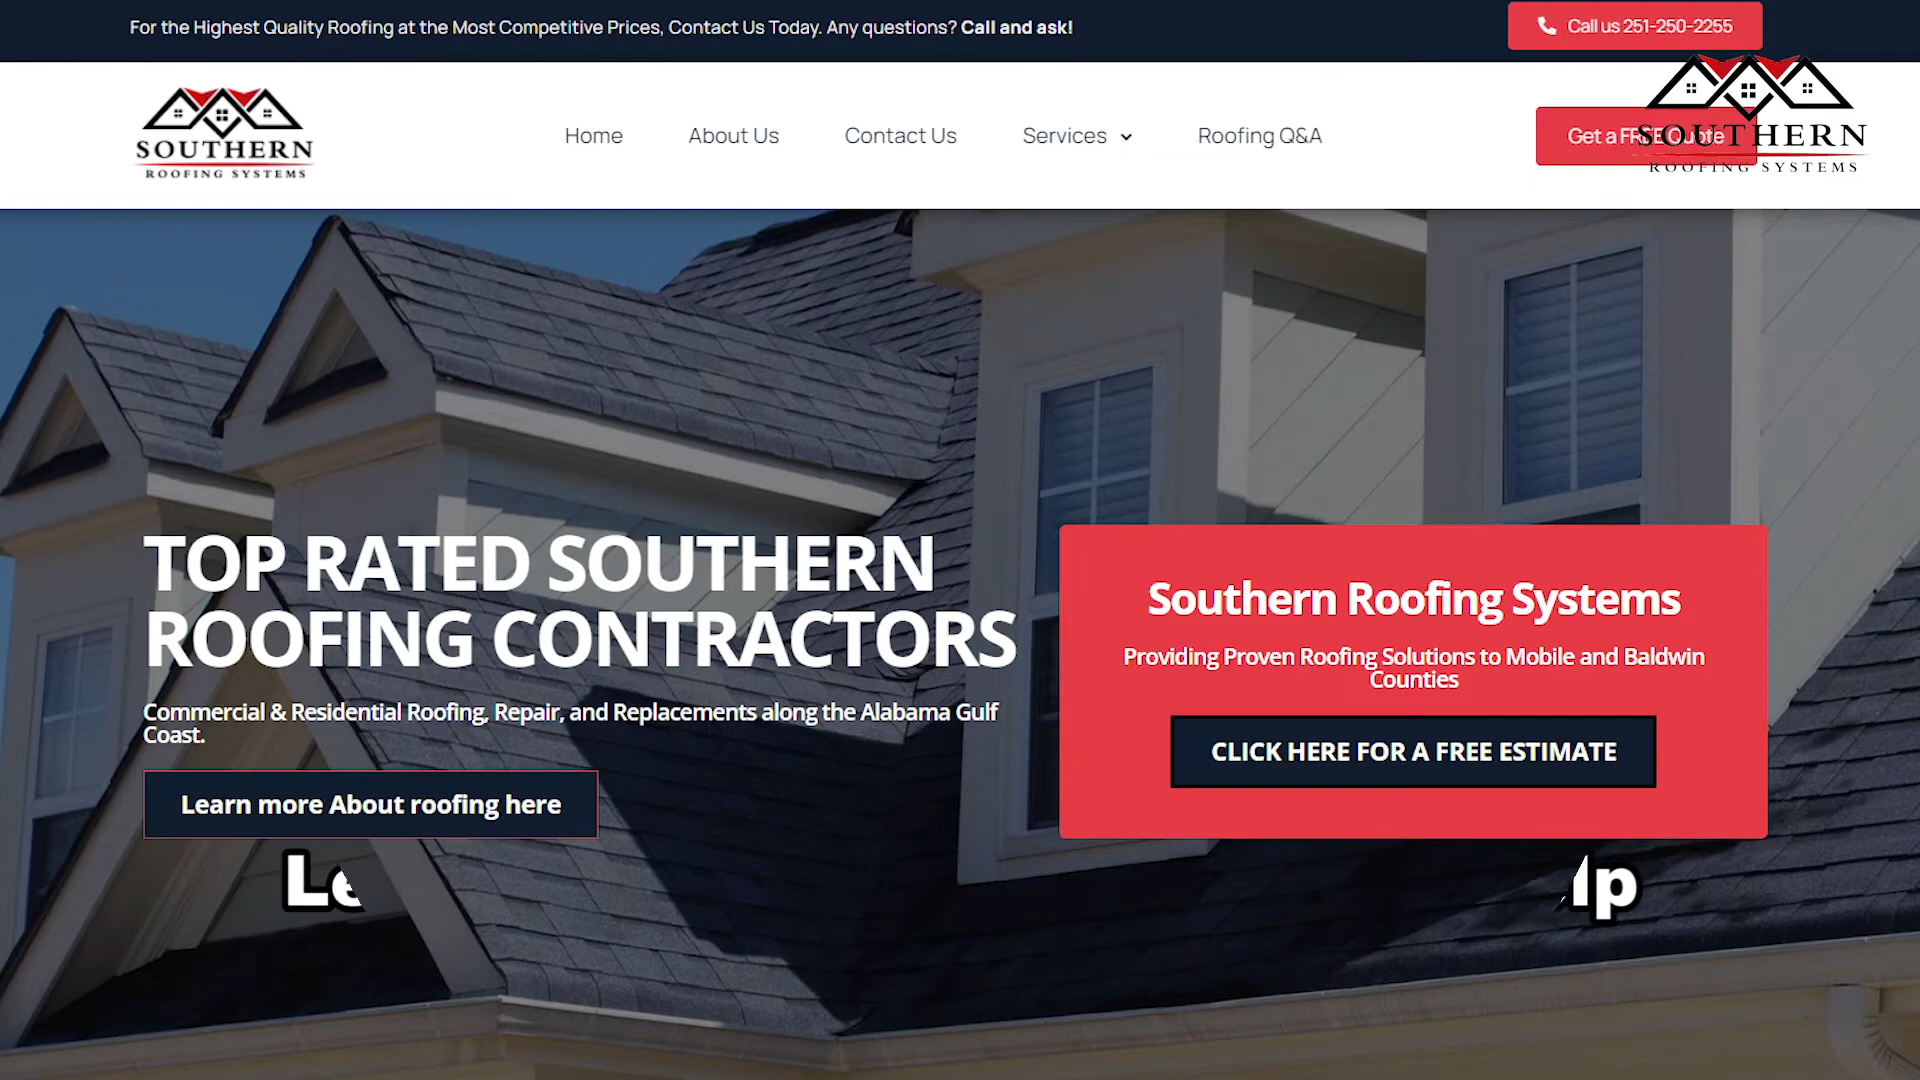 For the Highest Quality Roofing at the Most Competitive Prices, Contact Us Today. Any questions? Call and ask!
Call us 251-250-2255
SOUTHERN
ROOFING SYSTEMS
Home
About Us
Contact Us
Services
Roofing Q&A
Get a FREE Quote
SOUTHERN
ROOFING SYSTEMS
TOP RATED SOUTHERN
ROOFING CONTRACTORS
Commercial & Residential Roofing, Repair, and Replacements along the Alabama Gulf
Coast.
Learn more About roofing here
Southern Roofing Systems
Providing Proven Roofing Solutions to Mobile and Baldwin
Counties
CLICK HERE FOR A FREE ESTIMATE